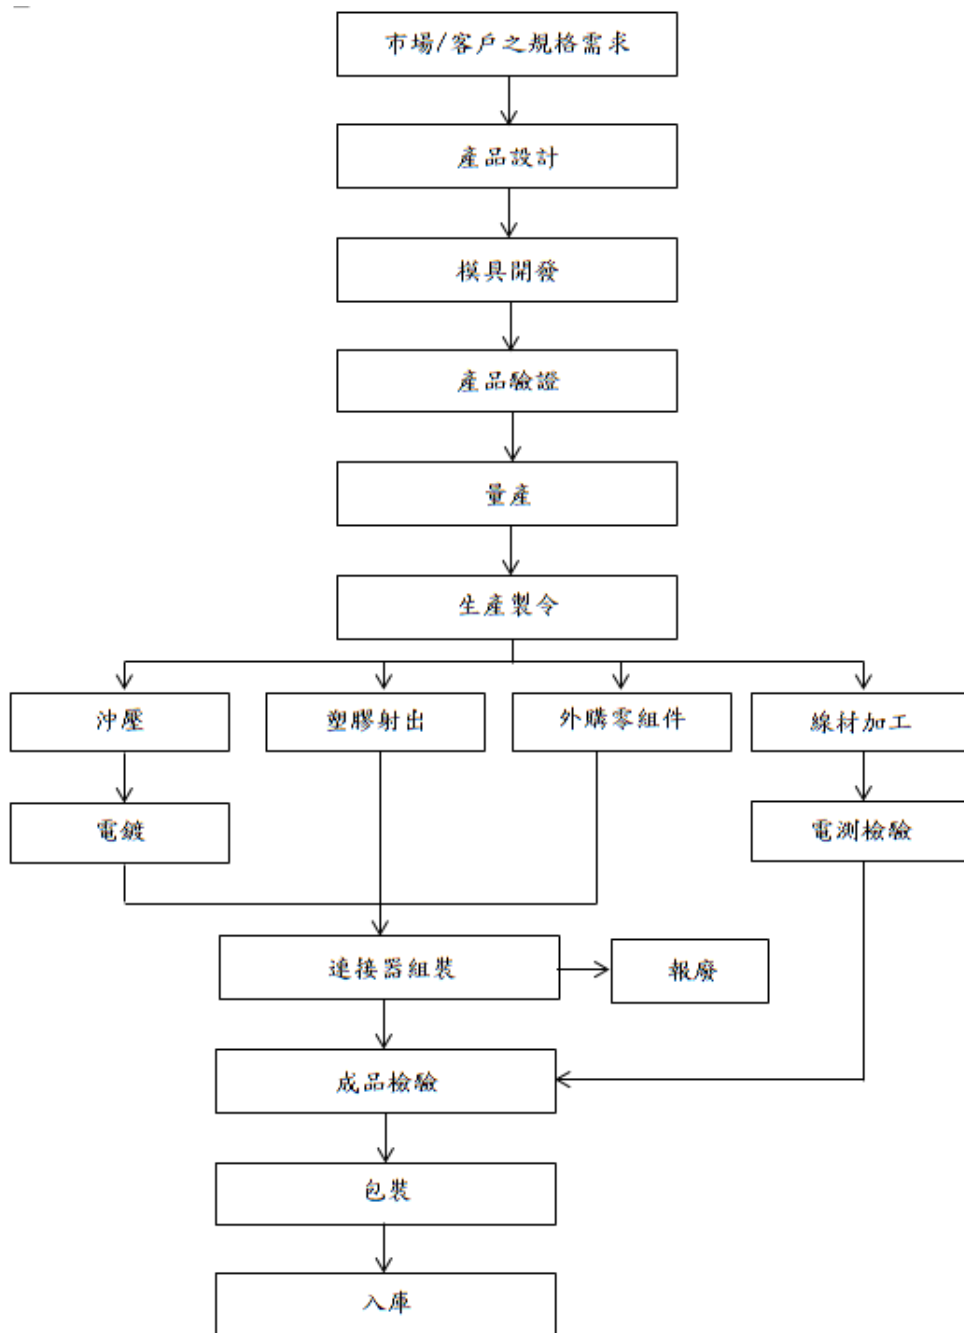 市場/客戶之規格需求
產品設計
模具開發
產品驗證
量產
生產製令
沖壓
塑膠射出
外購零組件
線材加工
電鍍
電測檢驗
連接器組裝
報廢
成品檢驗
包裝
入庫